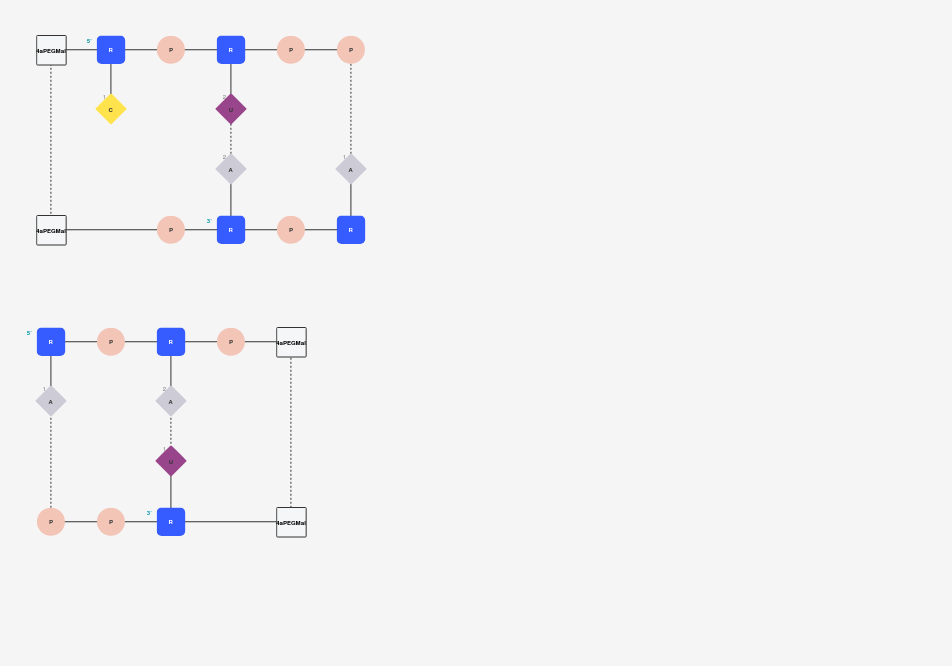 4aPEGMal 5' R P R P P
1 C 2 U
2 A 1 A
4aPEGMal P 3' R P R
5' R P R P 4aPEGMal
1 A 2 A
1 U
P P 3' R 4aPEGMal